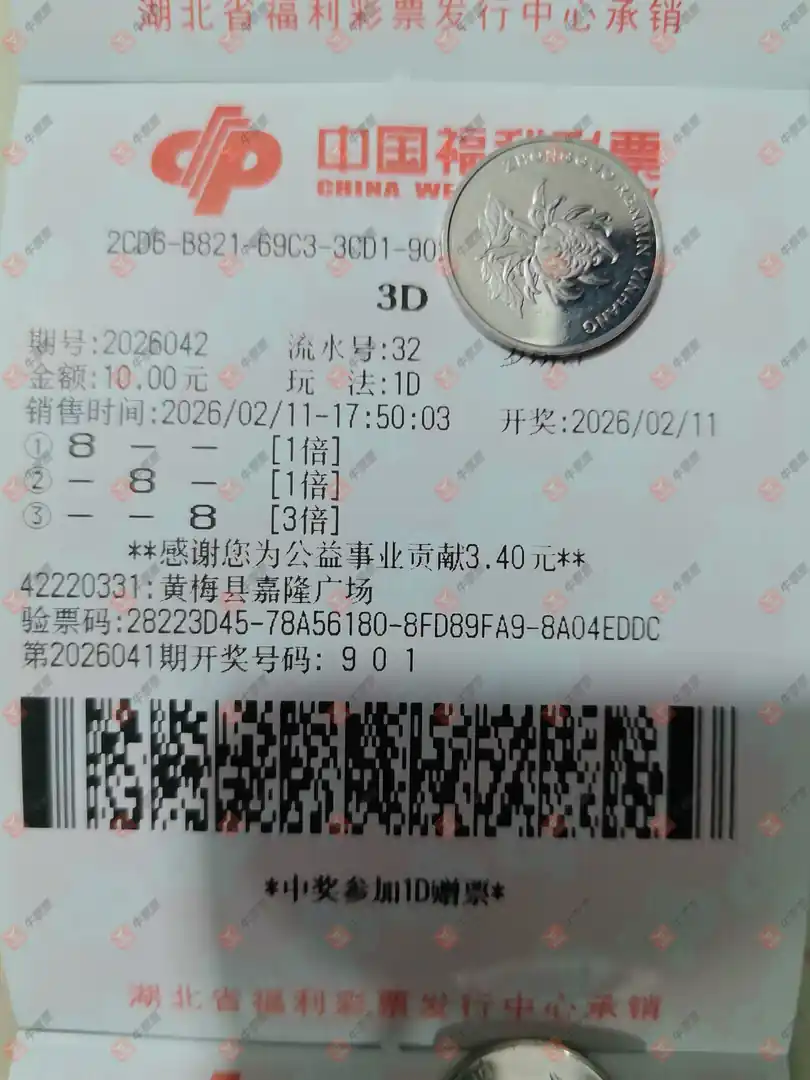 湖北省福利彩票发行中心承销
中国福利彩票
CHINA WE
ZHONGGUO RENMIN YINHANG
2CD6-B821-69C3-3CD1-90
3D
期号:2026042 流水号:32
金额:10.00元 玩 法:1D
销售时间:2026/02/11-17:50:03 开奖:2026/02/11
① 8 - - [1倍]
② - 8 - [1倍]
③ - - 8 [3倍]
**感谢您为公益事业贡献3.40元**
42220331:黄梅县嘉隆广场
验票码:28223D45-78A56180-8FD89FA9-8A04EDDC
第2026041期开奖号码: 9 0 1
*中奖参加1D赠票*
湖北省福利彩票发行中心承销